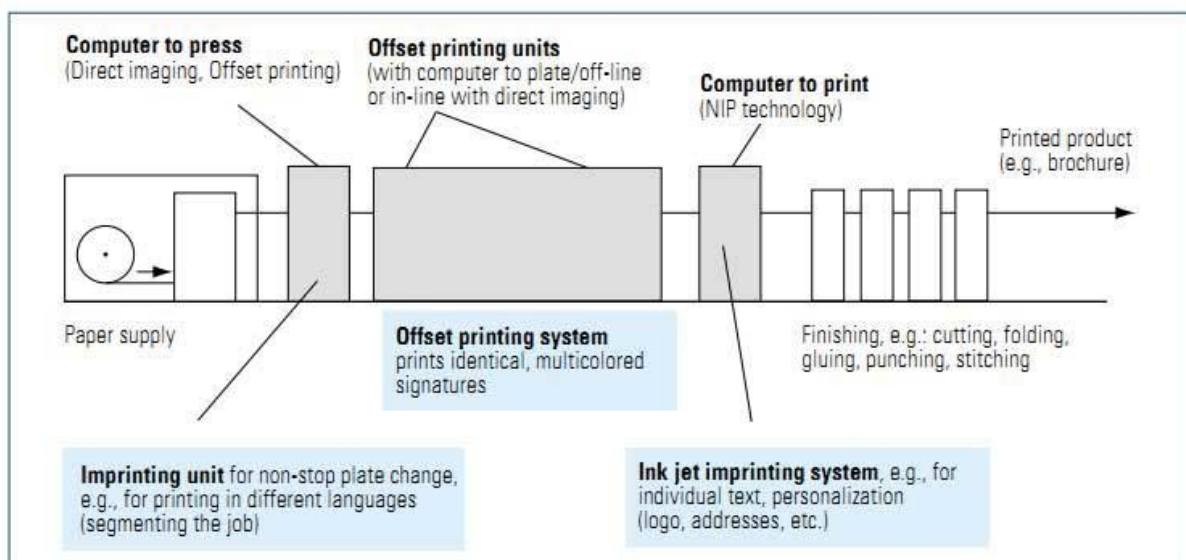 Computer to press
(Direct imaging, Offset printing)
Offset printing units
(with computer to plate/off-line
or in-line with direct imaging)
Computer to print
(NIP technology)
Printed product
(e.g., brochure)
Paper supply
Offset printing system
prints identical, multicolored
signatures
Finishing, e.g.: cutting, folding,
gluing, punching, stitching
Imprinting unit for non-stop plate change,
e.g., for printing in different languages
(segmenting the job)
Ink jet imprinting system, e.g., for
individual text, personalization
(logo, addresses, etc.)